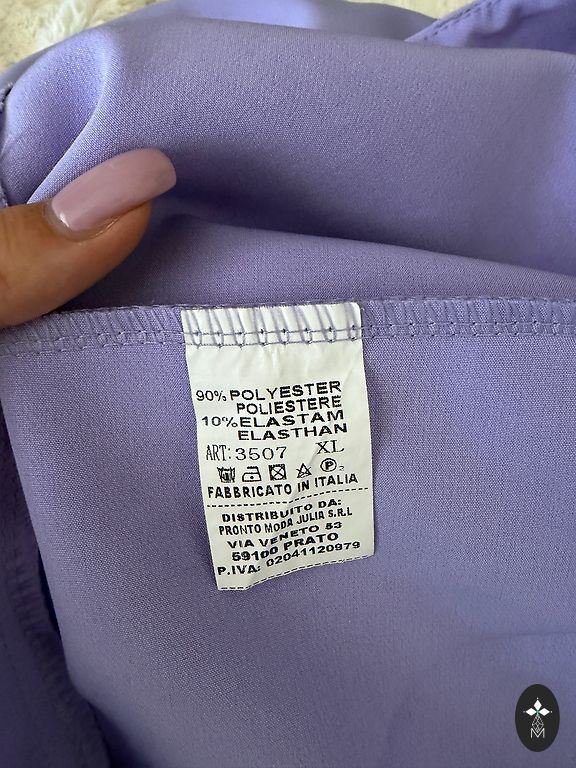 90% POLYESTER
POLIESTERE
10% ELASTAM
ELASTHAN
ART: 3507 XL
P
FABBRICATO IN ITALIA
DISTRIBUITO DA:
PRONTO MODA JULIA S.R.L
VIA VENETO 53
59100 PRATO
P.IVA: 02041120979
M